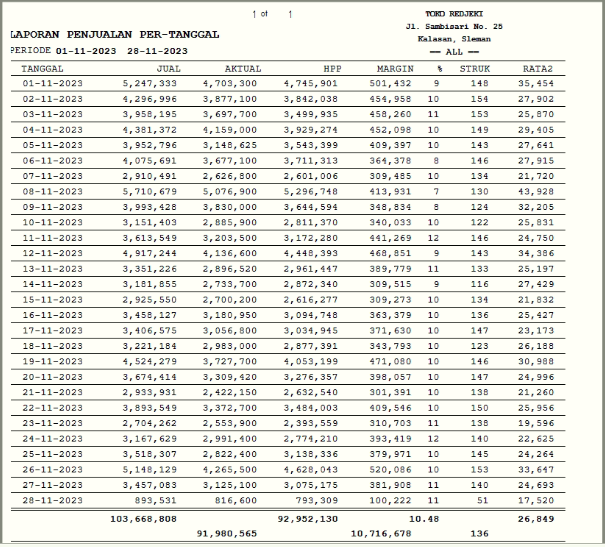 1 of 1
TOKO REDJEKI
Jl. Sambisari No. 25
Kalasan, Sleman
LAPORAN PENJUALAN PER-TANGGAL
PERIODE 01-11-2023 28-11-2023
--- ALL ---
TANGGAL JUAL AKTUAL HPP MARGIN % STRUK RATA2
01-11-2023 5,247,333 4,703,300 4,745,901 501,432 9 148 35,454
02-11-2023 4,296,996 3,877,100 3,842,038 454,958 10 154 27,902
03-11-2023 3,958,195 3,697,700 3,499,935 458,260 11 153 25,870
04-11-2023 4,381,372 4,159,000 3,929,274 452,098 10 149 29,405
05-11-2023 3,952,796 3,148,625 3,543,399 409,397 10 143 27,641
06-11-2023 4,075,691 3,677,100 3,711,313 364,378 8 146 27,915
07-11-2023 2,910,491 2,626,800 2,601,006 309,485 10 134 21,720
08-11-2023 5,710,679 5,076,900 5,296,748 413,931 7 130 43,928
09-11-2023 3,993,428 3,830,000 3,644,594 348,834 8 124 32,205
10-11-2023 3,151,403 2,885,900 2,811,370 340,033 10 122 25,831
11-11-2023 3,613,549 3,203,500 3,172,280 441,269 12 146 24,750
12-11-2023 4,917,244 4,136,600 4,448,393 468,851 9 143 34,386
13-11-2023 3,351,226 2,896,520 2,961,447 389,779 11 133 25,197
14-11-2023 3,181,855 2,733,700 2,872,340 309,515 9 116 27,429
15-11-2023 2,925,550 2,700,200 2,616,277 309,273 10 134 21,832
16-11-2023 3,458,127 3,180,950 3,094,748 363,379 10 136 25,427
17-11-2023 3,406,575 3,056,800 3,034,945 371,630 10 147 23,173
18-11-2023 3,221,184 2,983,000 2,877,391 343,793 10 123 26,188
19-11-2023 4,524,279 3,727,700 4,053,199 471,080 10 146 30,988
20-11-2023 3,674,414 3,309,420 3,276,357 398,057 10 147 24,996
21-11-2023 2,933,931 2,422,150 2,632,540 301,391 10 138 21,260
22-11-2023 3,893,549 3,372,700 3,484,003 409,546 10 150 25,956
23-11-2023 2,704,262 2,553,900 2,393,559 310,703 11 138 19,596
24-11-2023 3,167,629 2,991,400 2,774,210 393,419 12 140 22,625
25-11-2023 3,518,307 2,822,400 3,138,336 379,971 10 145 24,264
26-11-2023 5,148,129 4,265,500 4,628,043 520,086 10 153 33,647
27-11-2023 3,457,083 3,125,100 3,075,175 381,908 11 140 24,693
28-11-2023 893,531 816,600 793,309 100,222 11 51 17,520
103,668,808 92,952,130 10.48 26,849
91,980,565 10,716,678 136